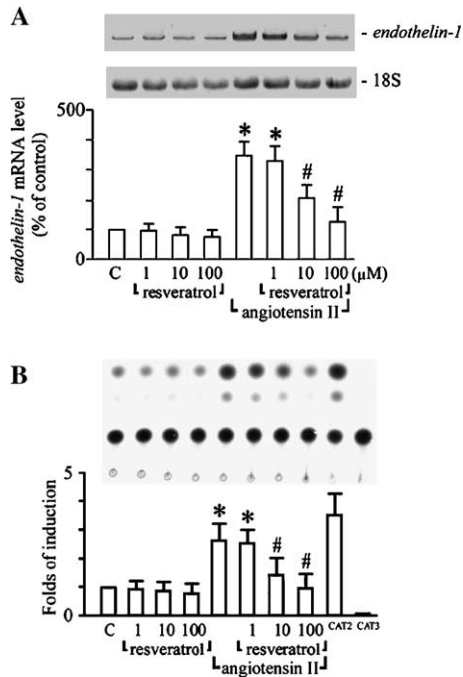 A
- endothelin-1
- 18S
500
endothelin-1 mRNA level
(% of control)
* * # #
0
C 1 10 100 1 10 100 (μM)
resveratrol resveratrol
angiotensin II
B
5
Folds of induction
* * # #
0
C 1 10 100 1 10 100 CAT2 CAT3
resveratrol resveratrol
angiotensin II